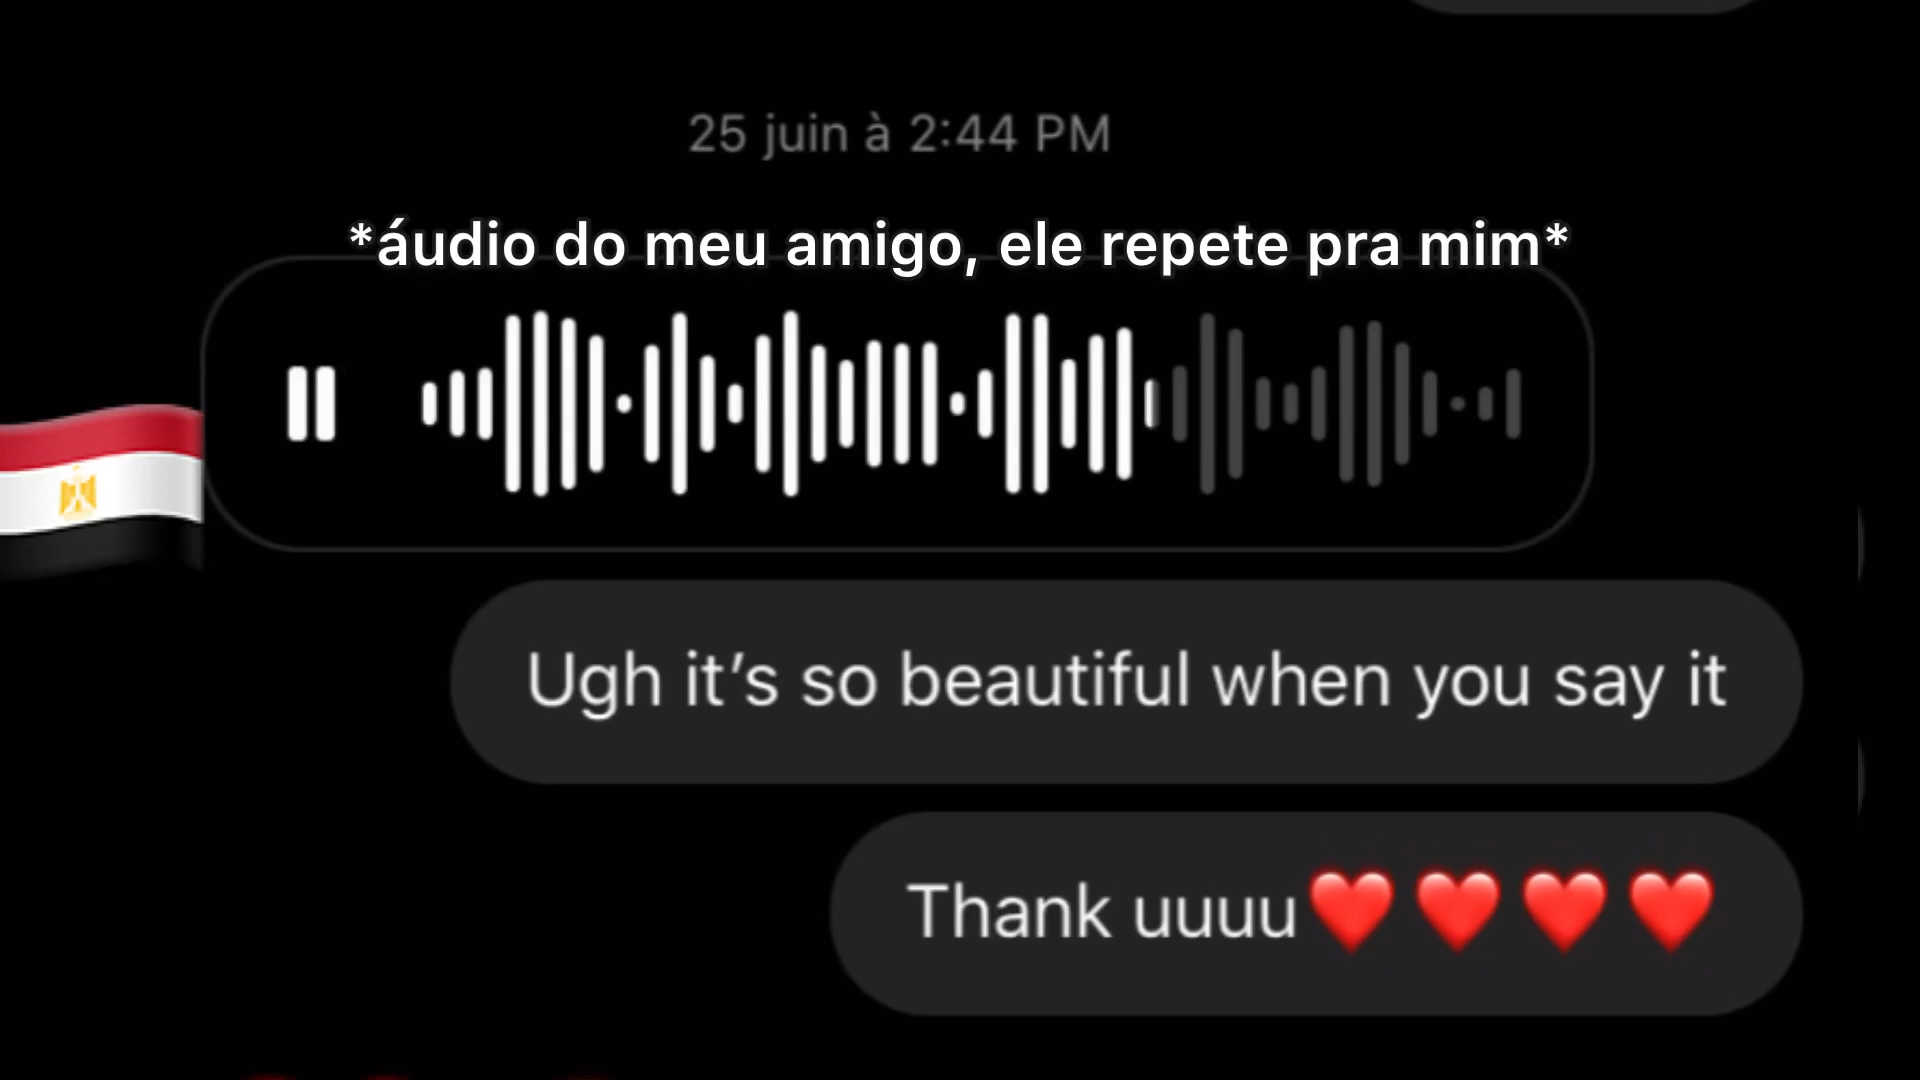 25 juin à 2:44 PM
*áudio do meu amigo, ele repete pra mim*
Ugh it’s so beautiful when you say it
Thank uuuu❤️❤️❤️❤️